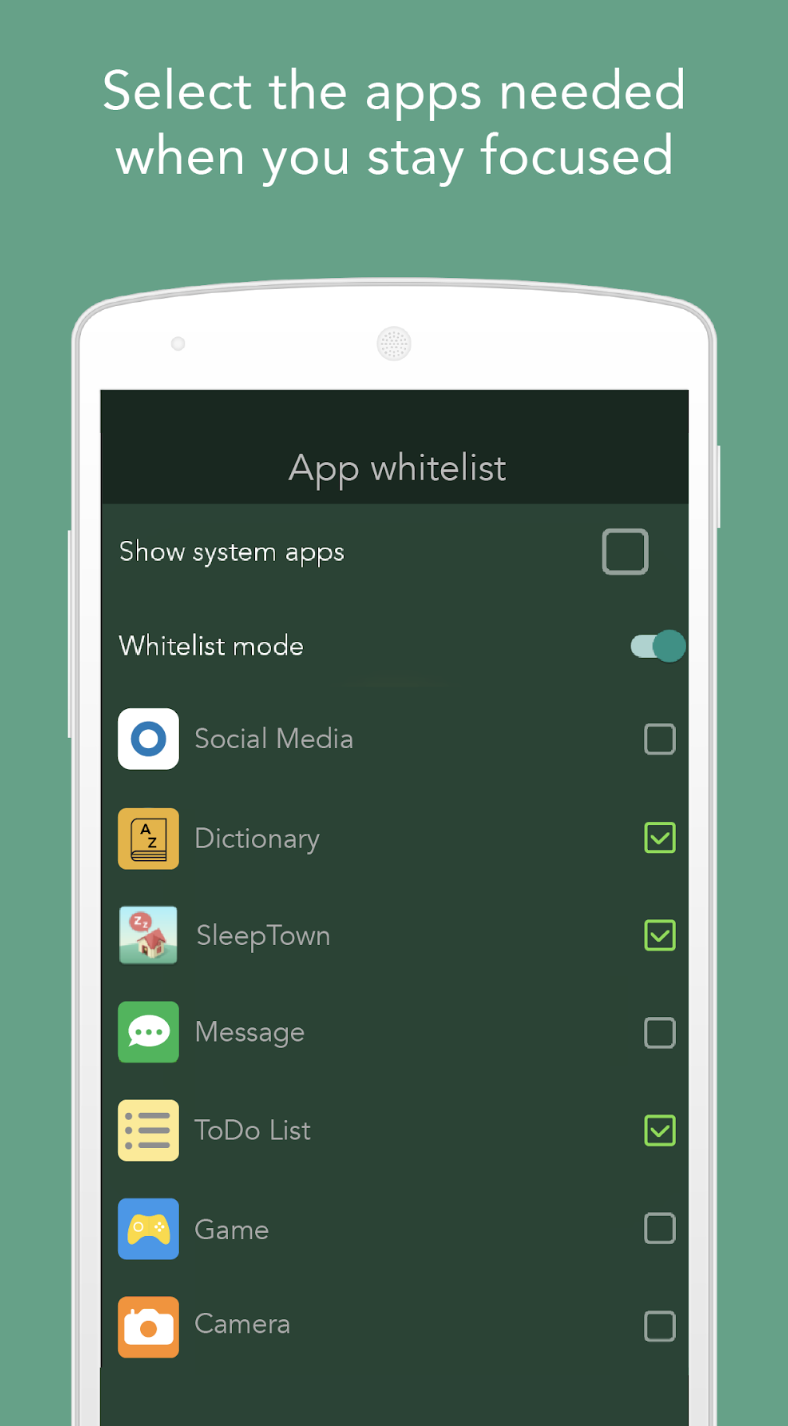 Select the apps needed
when you stay focused
App whitelist
Show system apps
Whitelist mode
Social Media
A
Z
Dictionary
Z Z
SleepTown
Message
ToDo List
Game
Camera